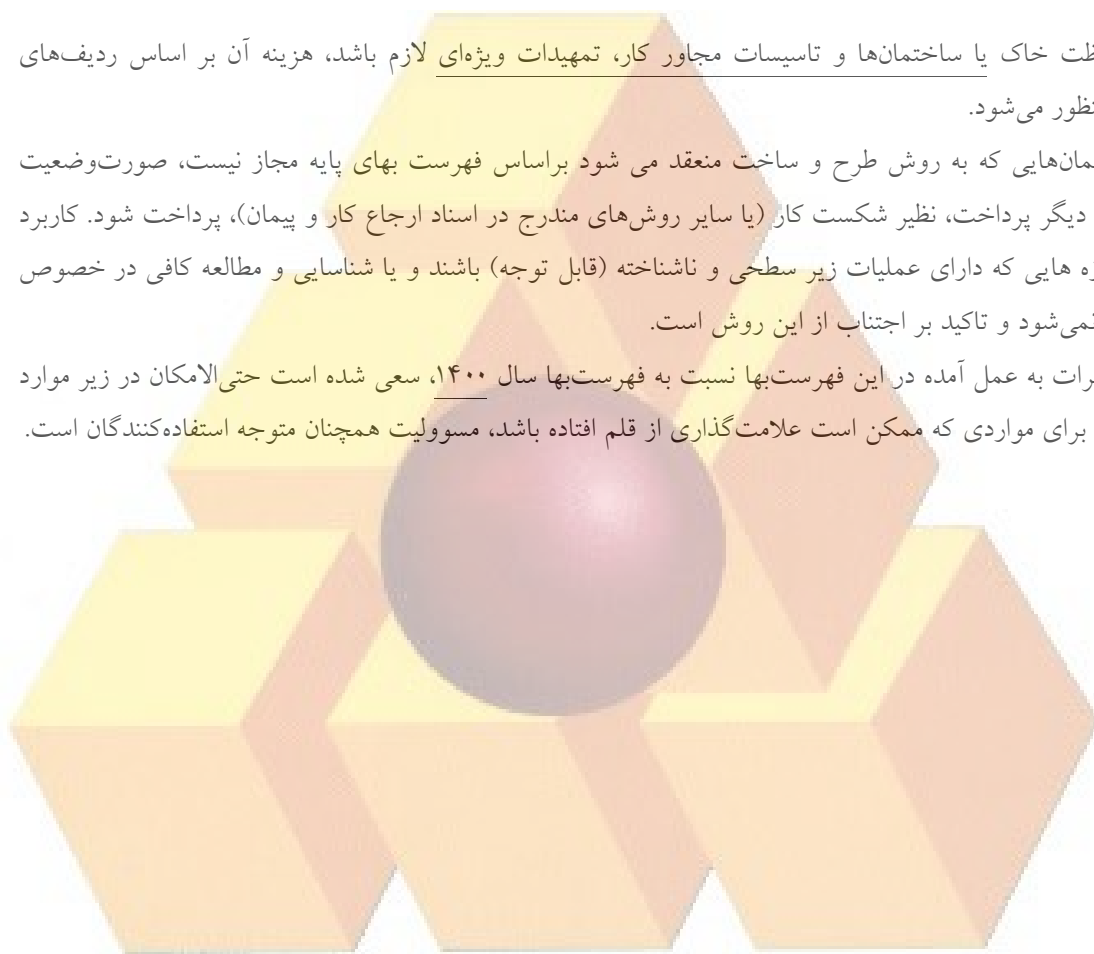 ظت خاک یا ساختمان‌ها و تاسیسات مجاور کار، تمهیدات ویژه‌ای لازم باشد، هزینه آن بر اساس ردیف‌های
نظور می‌شود.
مان‌هایی که به روش طرح و ساخت منعقد می شود براساس فهرست بهای پایه مجاز نیست، صورت‌وضعیت
دیگر پرداخت، نظیر شکست کار (یا سایر روش‌های مندرج در اسناد ارجاع کار و پیمان)، پرداخت شود. کاربرد
زه هایی که دارای عملیات زیر سطحی و ناشناخته (قابل توجه) باشند و یا شناسایی و مطالعه کافی در خصوص
نمی‌شود و تاکید بر اجتناب از این روش است.
رات به عمل آمده در این فهرست‌بها نسبت به فهرست‌بها سال ۱۴۰۰، سعی شده است حتی‌الامکان در زیر موارد
برای مواردی که ممکن است علامت‌گذاری از قلم افتاده باشد، مسوولیت همچنان متوجه استفاده‌کنندگان است.